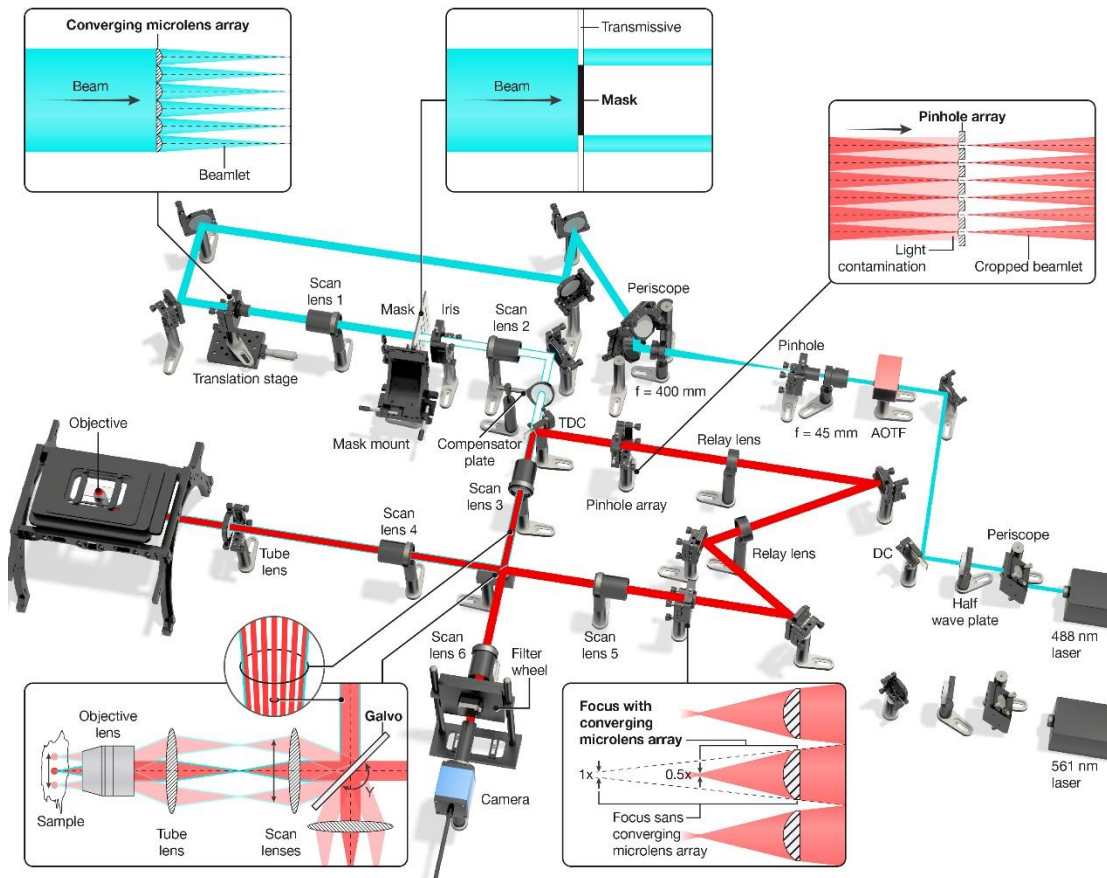 Converging microlens array
Beam
Beamlet
Transmissive
Beam
Mask
Pinhole array
Light
contamination
Cropped beamlet
Scan
lens 1
Mask
Iris
Scan
lens 2
Periscope
Pinhole
Translation stage
f = 400 mm
Mask mount
Compensator
plate
TDC
f = 45 mm
AOTF
Objective
Relay lens
Scan
lens 3
Pinhole array
Scan
lens 4
Tube
lens
Relay lens
DC
Periscope
Half
wave plate
488 nm
laser
Scan
lens 5
Scan
lens 6
Filter
wheel
Camera
561 nm
laser
Objective
lens
Galvo
Y
Sample
Tube
lens
Scan
lenses
Focus with
converging
microlens array
1x
0.5x
Focus sans
converging
microlens array